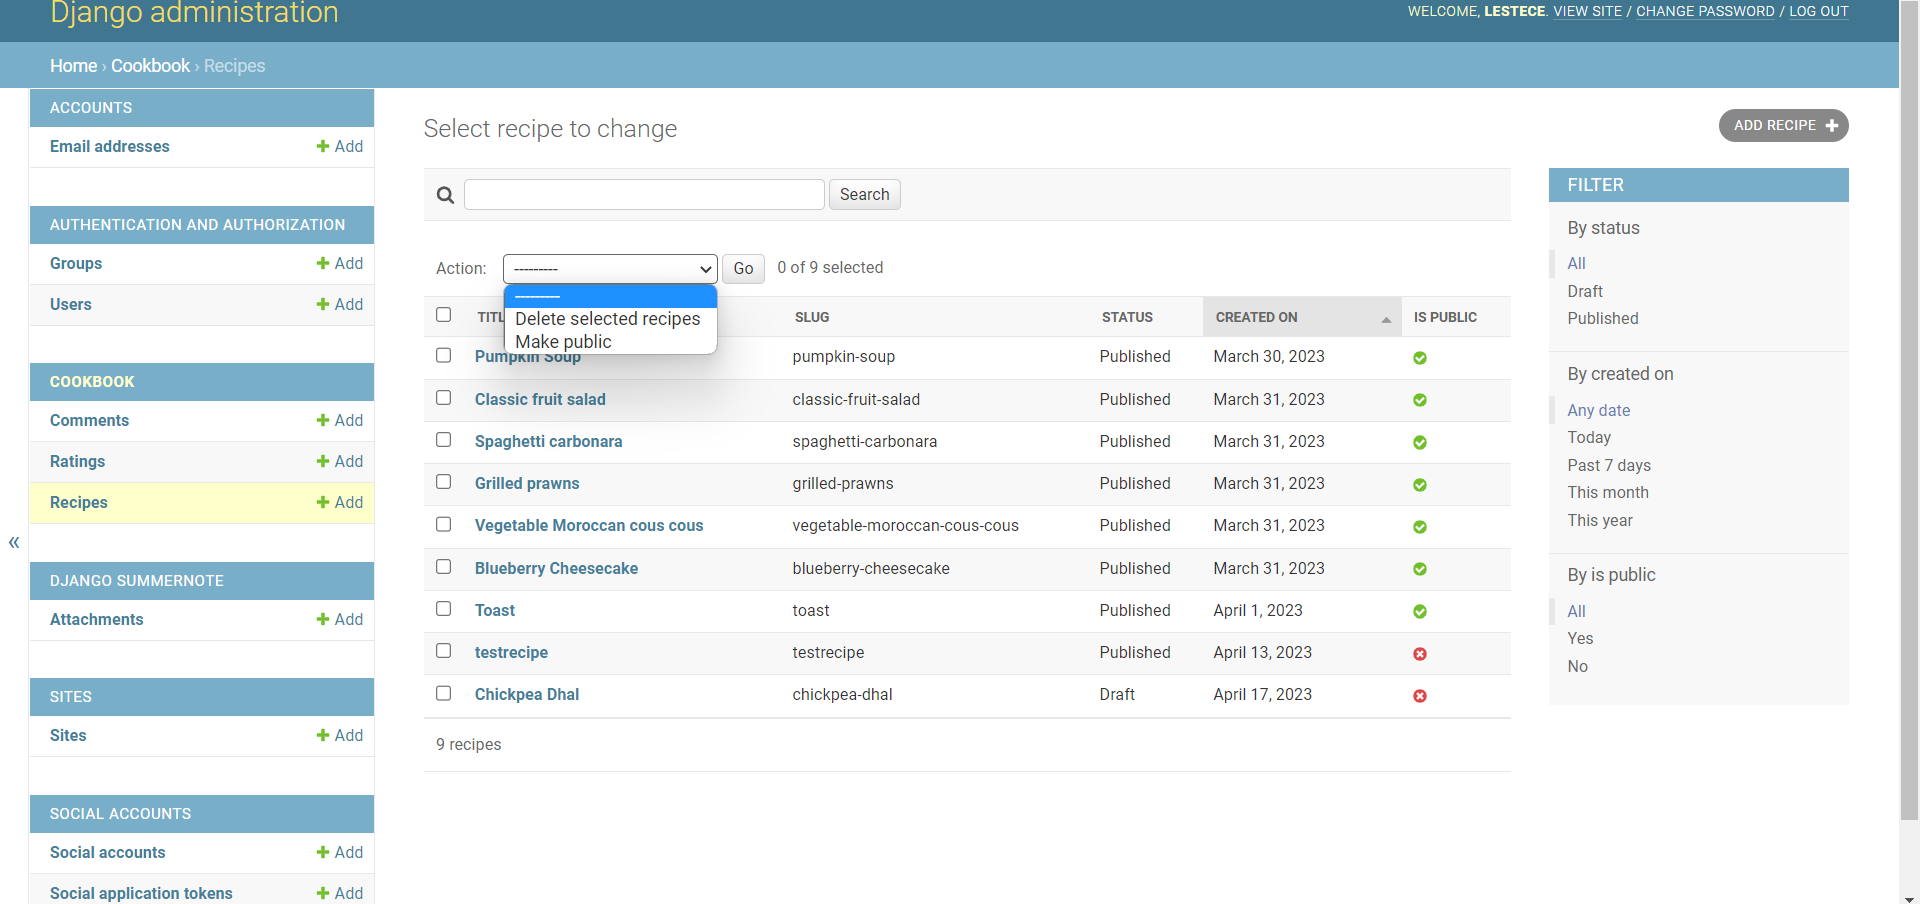 Django administration
WELCOME, LESTECE. VIEW SITE / CHANGE PASSWORD / LOG OUT
Home › Cookbook › Recipes
ACCOUNTS
Email addresses + Add
AUTHENTICATION AND AUTHORIZATION
Groups + Add
Users + Add
COOKBOOK
Comments + Add
Ratings + Add
Recipes + Add
«
DJANGO SUMMERNOTE
Attachments + Add
SITES
Sites + Add
SOCIAL ACCOUNTS
Social accounts + Add
Social application tokens + Add
Select recipe to change
ADD RECIPE +
Search
Action: --------- Go 0 of 9 selected
---------
Delete selected recipes
Make public
TITL SLUG STATUS CREATED ON IS PUBLIC
Pumpkin Soup pumpkin-soup Published March 30, 2023
Classic fruit salad classic-fruit-salad Published March 31, 2023
Spaghetti carbonara spaghetti-carbonara Published March 31, 2023
Grilled prawns grilled-prawns Published March 31, 2023
Vegetable Moroccan cous cous vegetable-moroccan-cous-cous Published March 31, 2023
Blueberry Cheesecake blueberry-cheesecake Published March 31, 2023
Toast toast Published April 1, 2023
testrecipe testrecipe Published April 13, 2023
Chickpea Dhal chickpea-dhal Draft April 17, 2023
9 recipes
FILTER
By status
All
Draft
Published
By created on
Any date
Today
Past 7 days
This month
This year
By is public
All
Yes
No